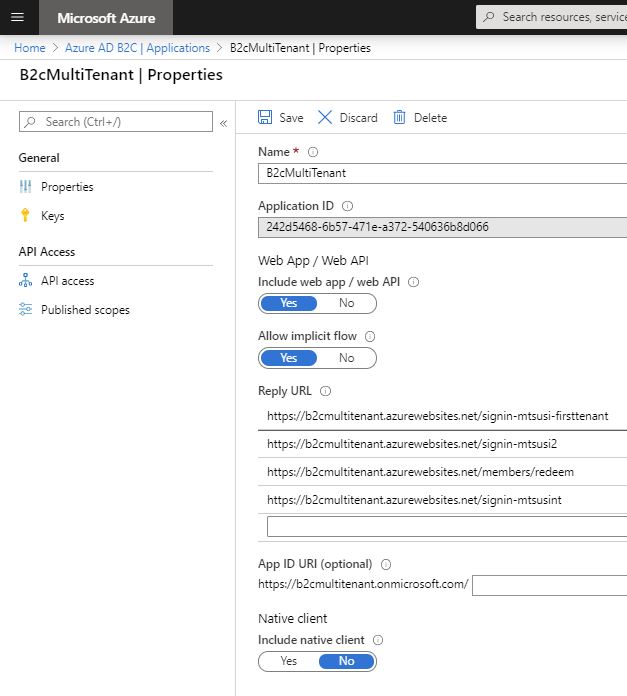 Microsoft Azure
Search resources, service
Home > Azure AD B2C | Applications > B2cMultiTenant | Properties
B2cMultiTenant | Properties
Search (Ctrl+/)
«
Save Discard Delete
General
Properties
Keys
API Access
API access
Published scopes
Name *
B2cMultiTenant
Application ID
242d5468-6b57-471e-a372-540636b8d066
Web App / Web API
Include web app / web API
Yes No
Allow implicit flow
Yes No
Reply URL
https://b2cmultitenant.azurewebsites.net/signin-mtsusi-firsttenant
https://b2cmultitenant.azurewebsites.net/signin-mtsusi2
https://b2cmultitenant.azurewebsites.net/members/redeem
https://b2cmultitenant.azurewebsites.net/signin-mtsusint
App ID URI (optional)
https://b2cmultitenant.onmicrosoft.com/
Native client
Include native client
Yes No